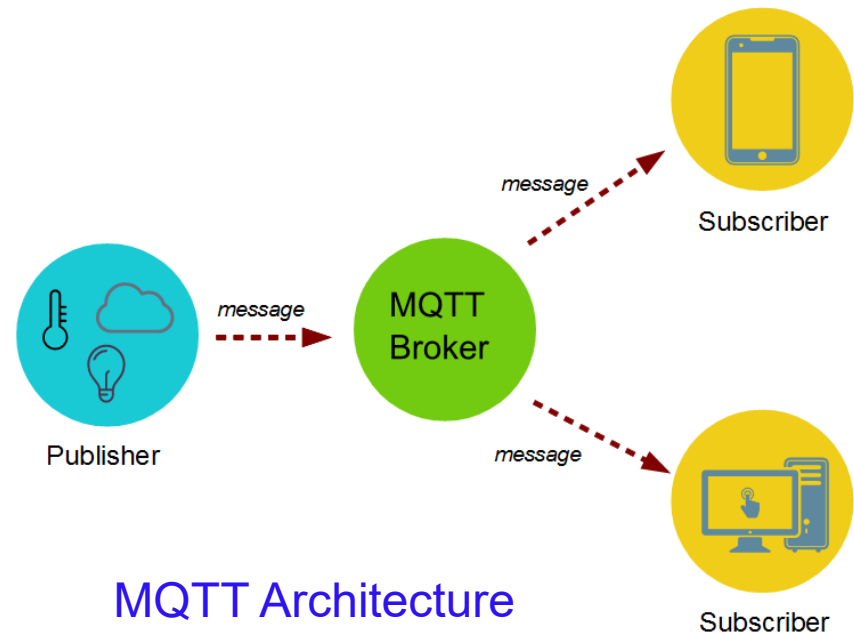 message
Subscriber
message
MQTT
Broker
Publisher
message
MQTT Architecture
Subscriber